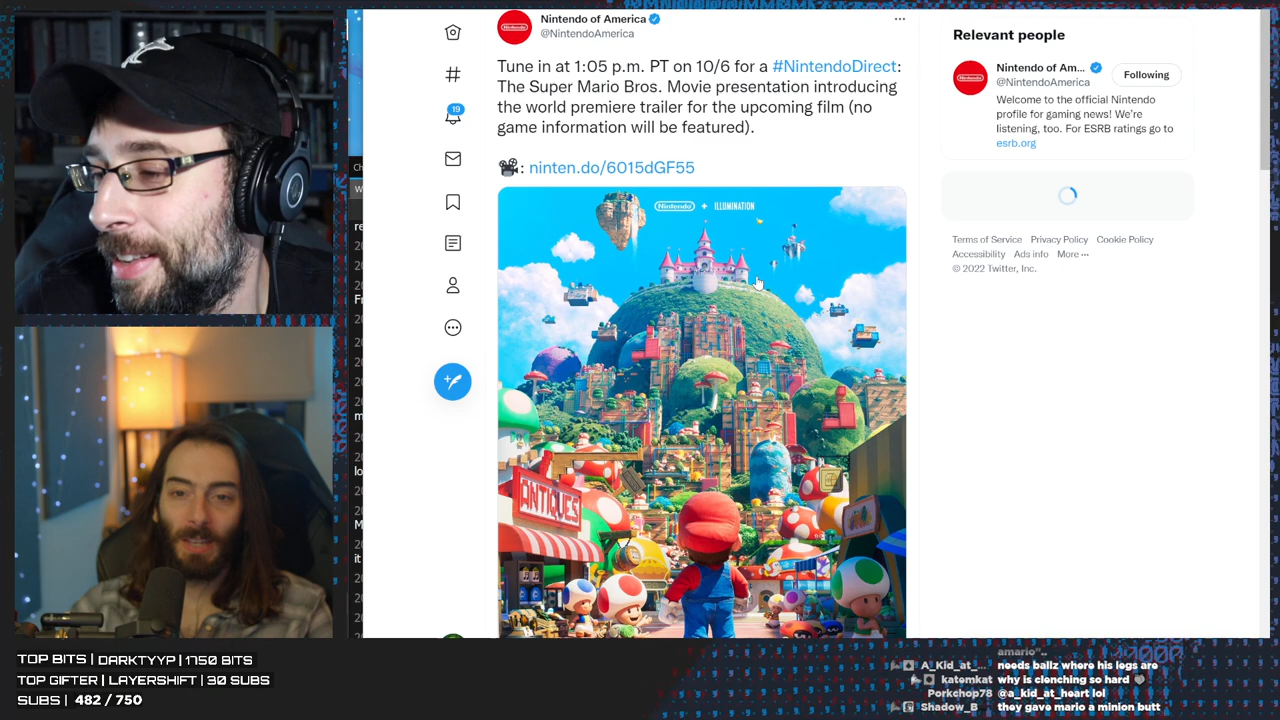 Nintendo of America
@NintendoAmerica
Tune in at 1:05 p.m. PT on 10/6 for a #NintendoDirect:
The Super Mario Bros. Movie presentation introducing
the world premiere trailer for the upcoming film (no
game information will be featured).
🎥: ninten.do/6015dGF55
Nintendo + ILLUMINATION
ANTIQUES
19
Relevant people
Nintendo of Am...
@NintendoAmerica
Following
Welcome to the official Nintendo
profile for gaming news! We're
listening, too. For ESRB ratings go to
esrb.org
Terms of Service Privacy Policy Cookie Policy
Accessibility Ads info More ···
© 2022 Twitter, Inc.
TOP BITS | DARKTYYP | 1750 BITS
TOP GIFTER | LAYERSHIFT | 30 SUBS
SUBS | 482 / 750
amario"..
A_Kid_at_... needs ballz where his legs are
katemkat why is clenching so hard
Porkchop78 @a_kid_at_heart lol
Shadow_B they gave mario a minion butt